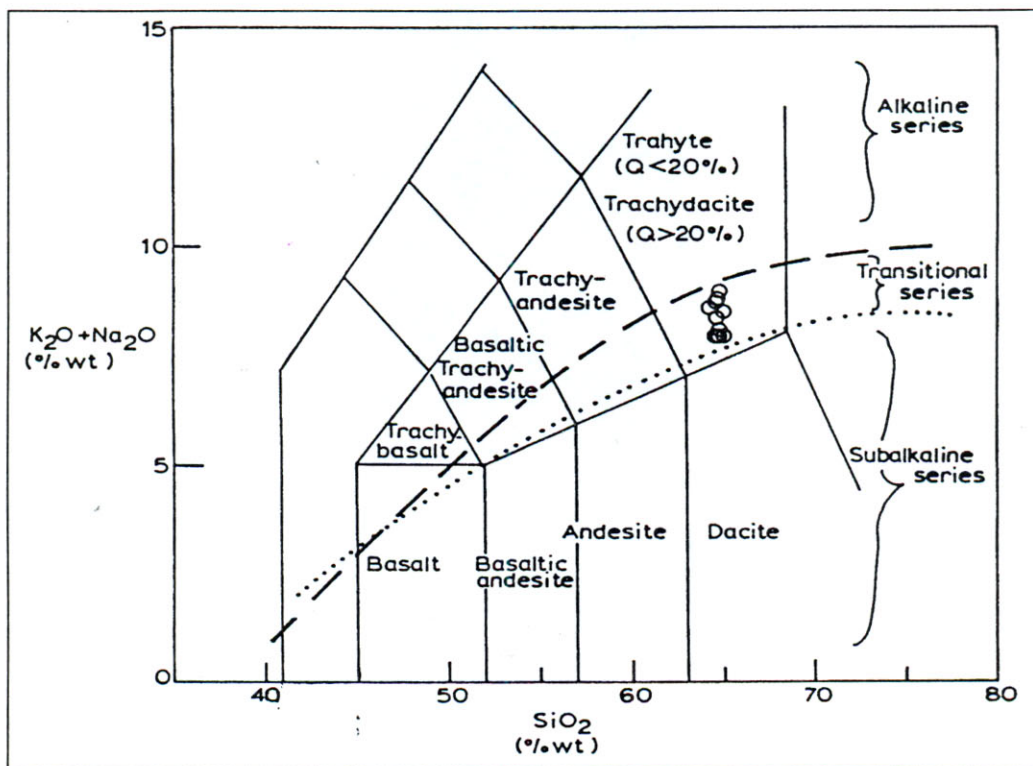 15
Alkaline
series
Trahyte
(Q<20%)
Trachydacite
(Q>20%)
10
Transitional
series
Trachy-
andesite
K₂O+Na₂O
(% wt)
Basaltic
Trachy-
andesite
Trachy-
basalt
5
Subalkaline
series
Andesite
Dacite
Basalt
Basaltic
andesite
0
40
50
60
70
80
SiO₂
(% wt)